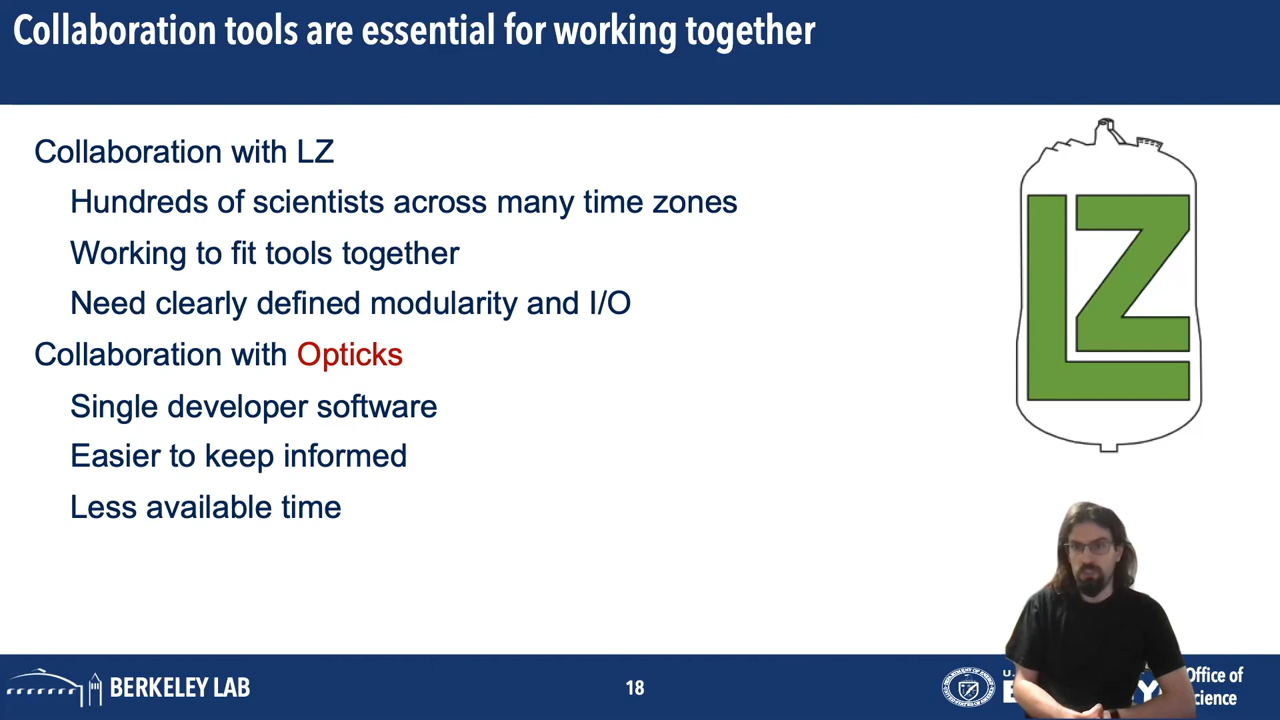 Collaboration tools are essential for working together
Collaboration with LZ
Hundreds of scientists across many time zones
Working to fit tools together
Need clearly defined modularity and I/O
Collaboration with Opticks
Single developer software
Easier to keep informed
Less available time
LZ
BERKELEY LAB
18
Office of
Science